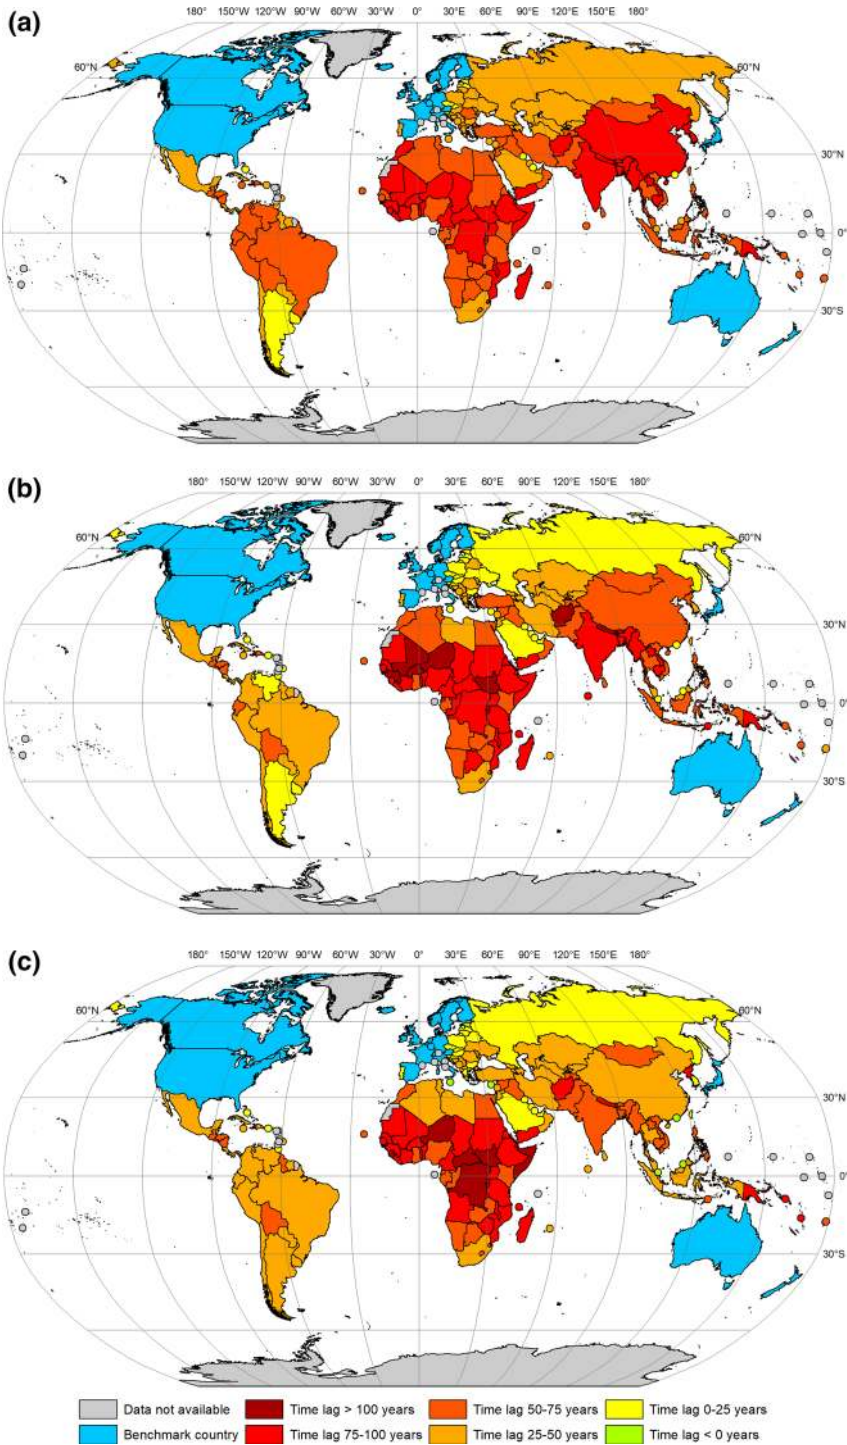 (a)
180° 150°W 120°W 90°W 60°W 30°W 0° 30°E 60°E 90°E 120°E 150°E 180°
60°N 60°N
30°N
0°
30°S
(b)
180° 150°W 120°W 90°W 60°W 30°W 0° 30°E 60°E 90°E 120°E 150°E 180°
60°N 60°N
30°N
0°
30°S
(c)
180° 150°W 120°W 90°W 60°W 30°W 0° 30°E 60°E 90°E 120°E 150°E 180°
60°N 60°N
30°N
0°
30°S
Data not available Time lag > 100 years Time lag 50-75 years Time lag 0-25 years
Benchmark country Time lag 75-100 years Time lag 25-50 years Time lag < 0 years